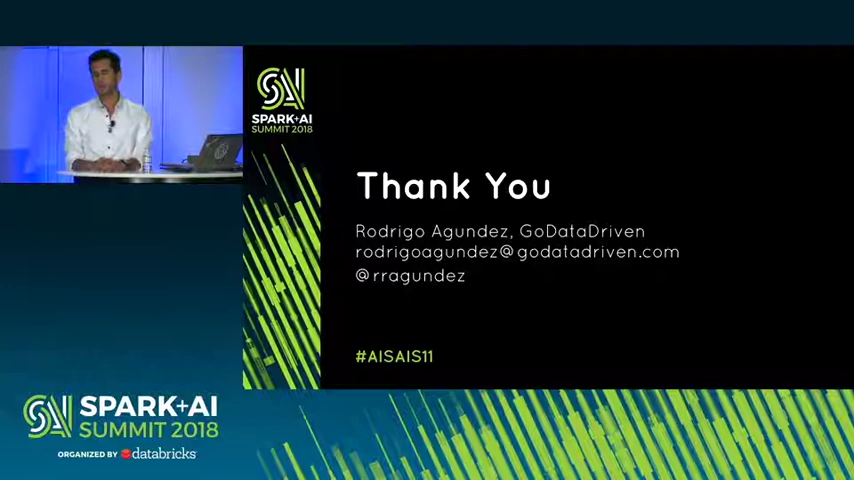 SPARK+AI
SUMMIT 2018
Thank You
Rodrigo Agundez, GoDataDriven
rodrigoagundez@godatadriven.com
@rragundez
#AISAIS11
SPARK+AI
SUMMIT 2018
ORGANIZED BY databricks